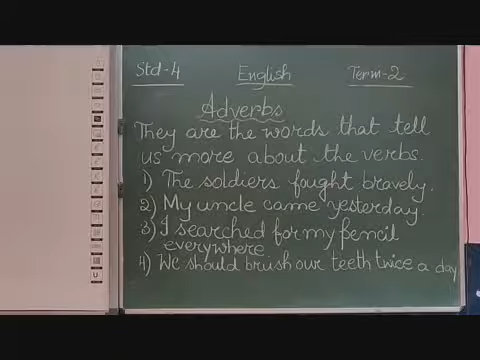 Std-4 English Term-2
Adverbs
They are the words that tell
us more about the verbs.
1) The soldiers fought bravely.
2) My uncle came yesterday.
3) I searched for my pencil
everywhere
4) We should brush our teeth twice a day